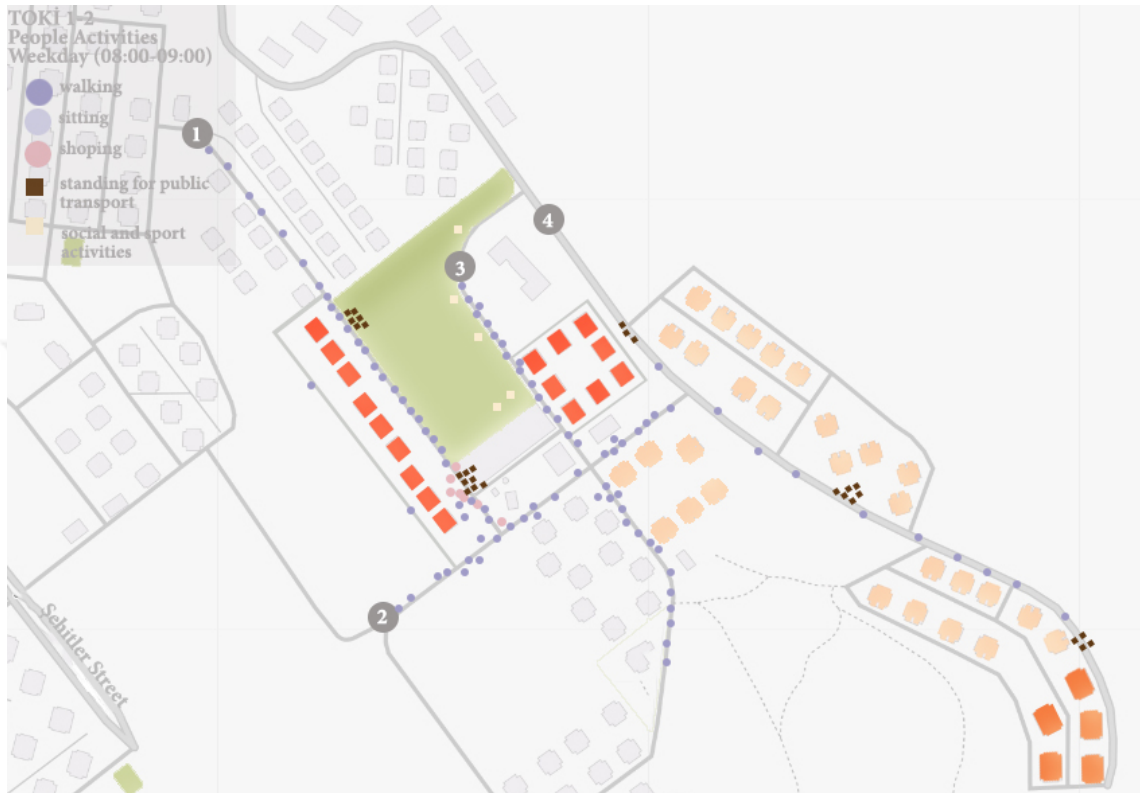 TOKİ 1-2
People Activities
Weekday (08:00-09:00)
walking
sitting
shoping
standing for public
transport
social and sport
activities
1
4
3
2
Sehitler Street